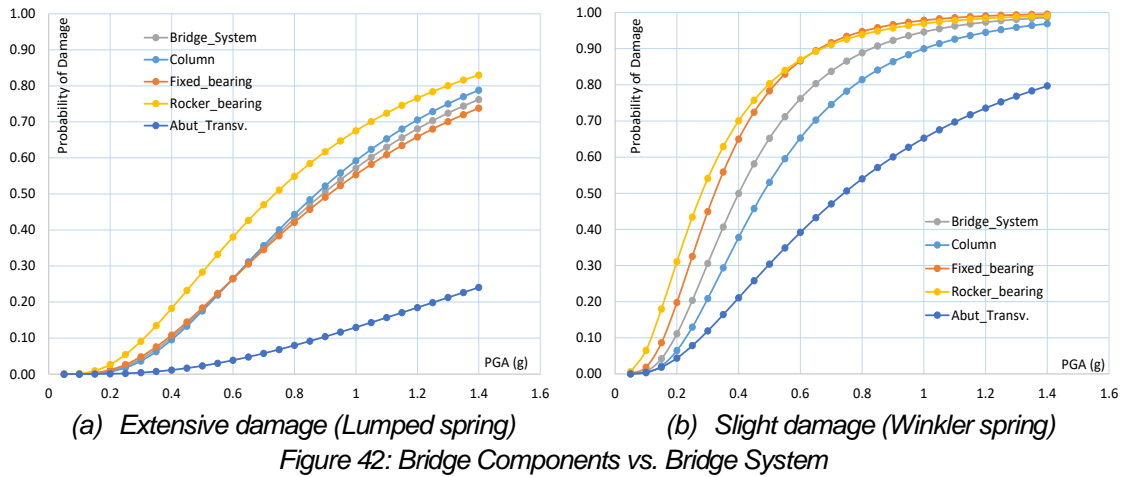 1.00
0.90
0.80
0.70
0.60
0.50
0.40
0.30
0.20
0.10
0.00
Probability of Damage
Bridge_System
Column
Fixed_bearing
Rocker_bearing
Abut_Transv.
PGA (g)
0 0.2 0.4 0.6 0.8 1 1.2 1.4 1.6
(a) Extensive damage (Lumped spring)
1.00
0.90
0.80
0.70
0.60
0.50
0.40
0.30
0.20
0.10
0.00
Probability of Damage
Bridge_System
Column
Fixed_bearing
Rocker_bearing
Abut_Transv.
PGA (g)
0 0.2 0.4 0.6 0.8 1 1.2 1.4 1.6
(b) Slight damage (Winkler spring)
Figure 42: Bridge Components vs. Bridge System